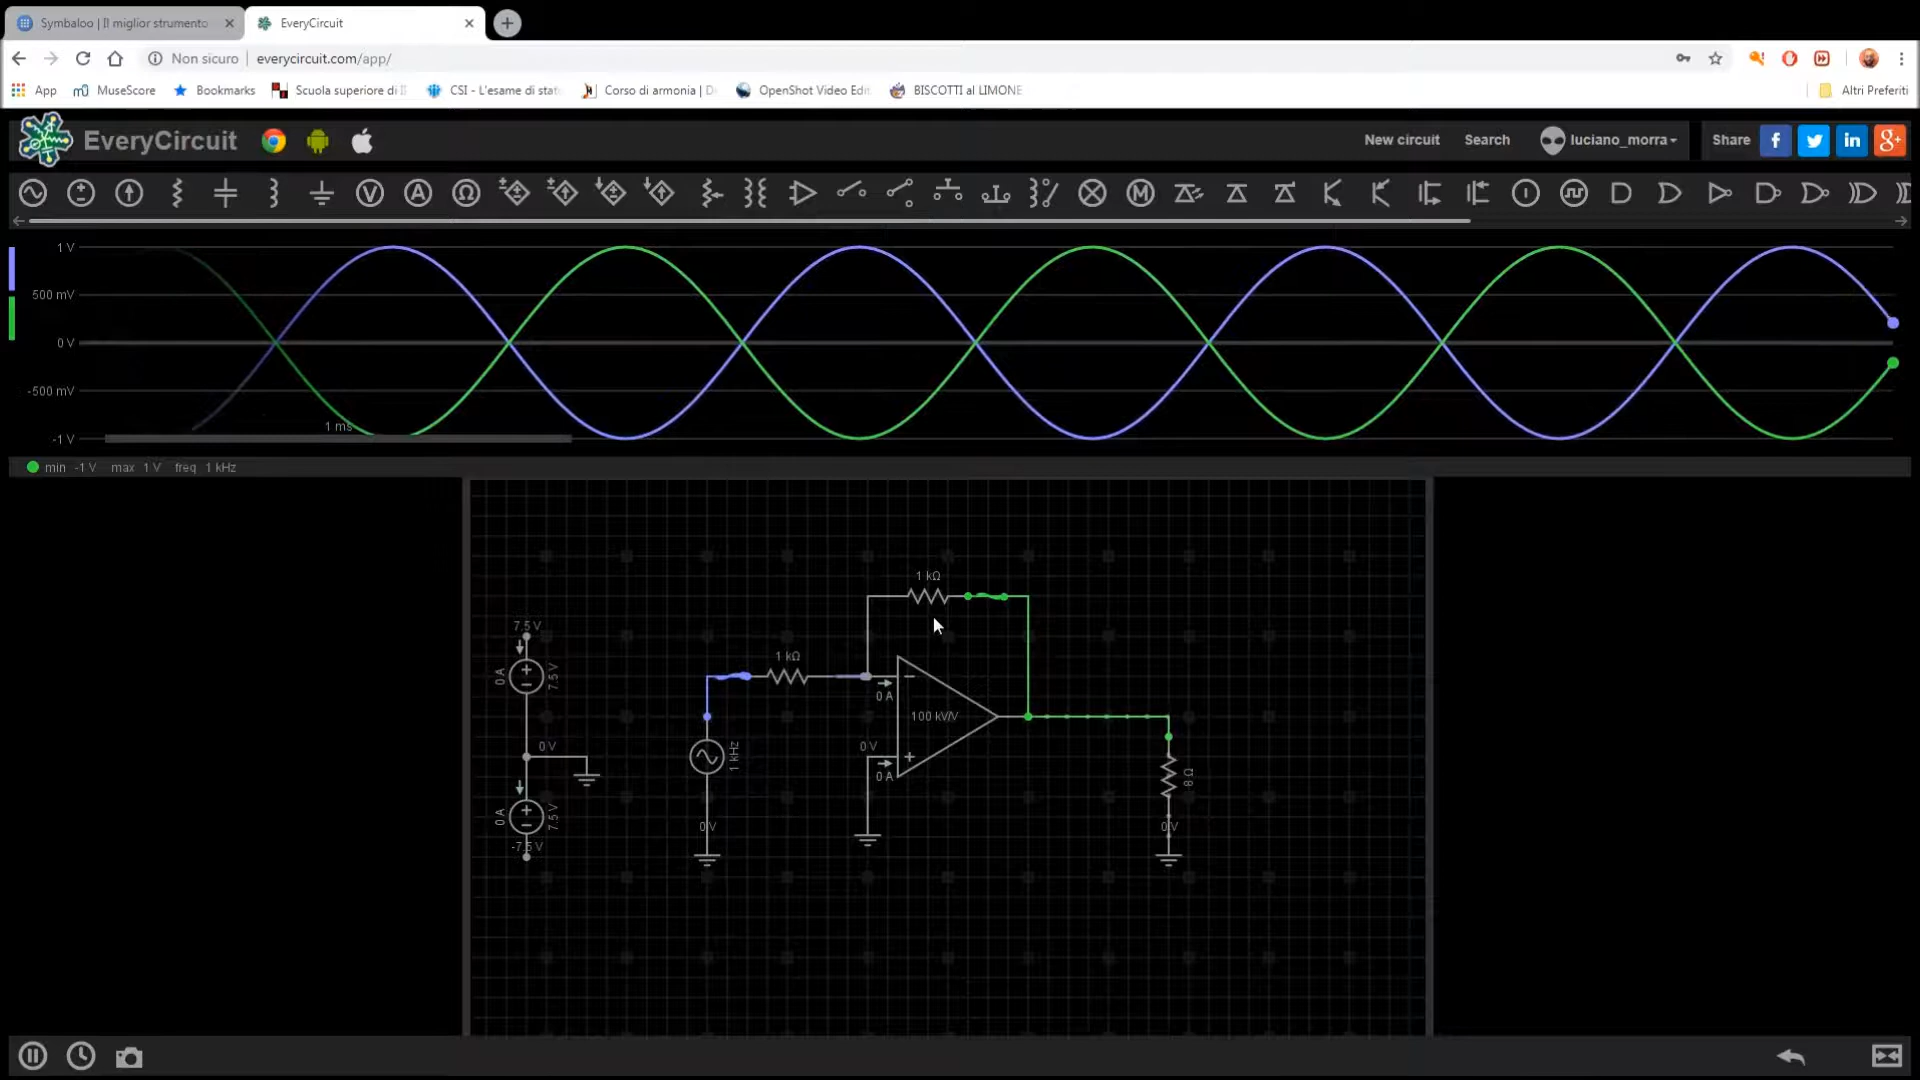 Symbaloo | Il miglior strumento
EveryCircuit
Non sicuro
everycircuit.com/app/
App
MuseScore
Bookmarks
Scuola superiore di
CSI - L'esame di stat
Corso di armonia |
OpenShot Video Edi
BISCOTTI al LIMONE
Altri Preferiti
EveryCircuit
New circuit
Search
luciano_morra
Share
1 V
500 mV
0 V
-500 mV
-1 V
1 ms
min -1 V max 1 V freq 1 kHz
1 kΩ
7.5 V
0 A
7.5 V
1 kΩ
0 A
100 kV/V
0 V
0 V
0 A
1 kHz
8 Ω
0 A
7.5 V
0 V
0 V
-7.5 V